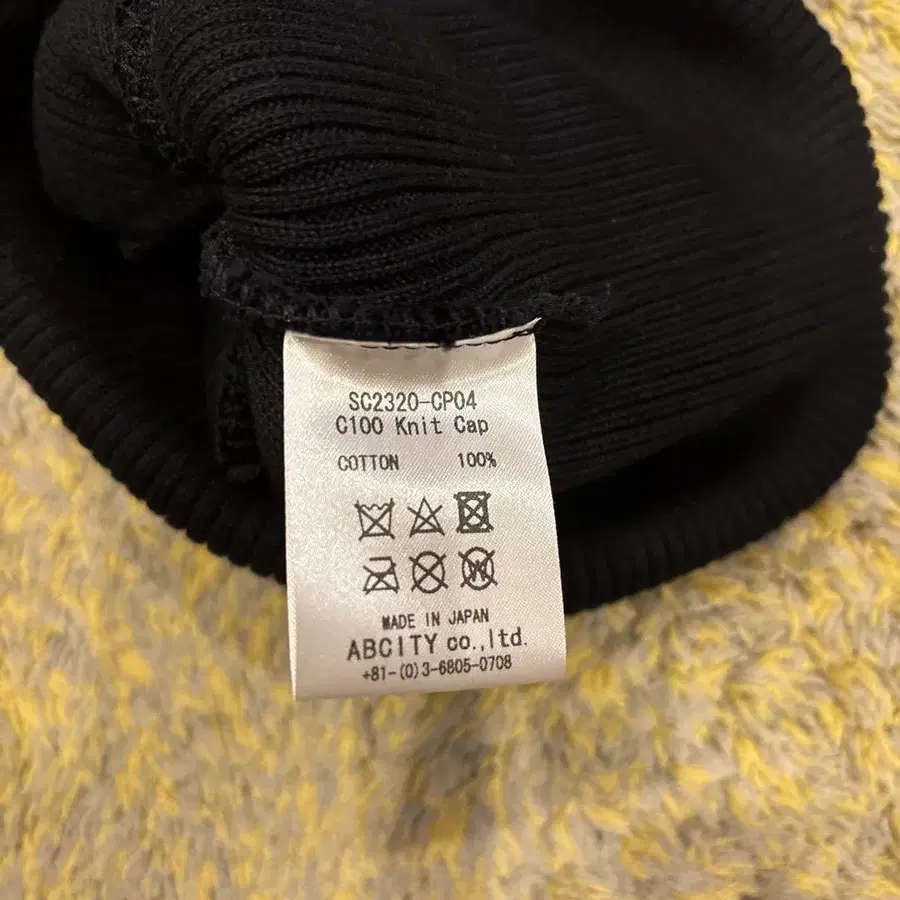 SC2320-CP04
C100 Knit Cap
COTTON 100%
W
MADE IN JAPAN
ABCITY co.,ltd.
+81-(0)3-6805-0708